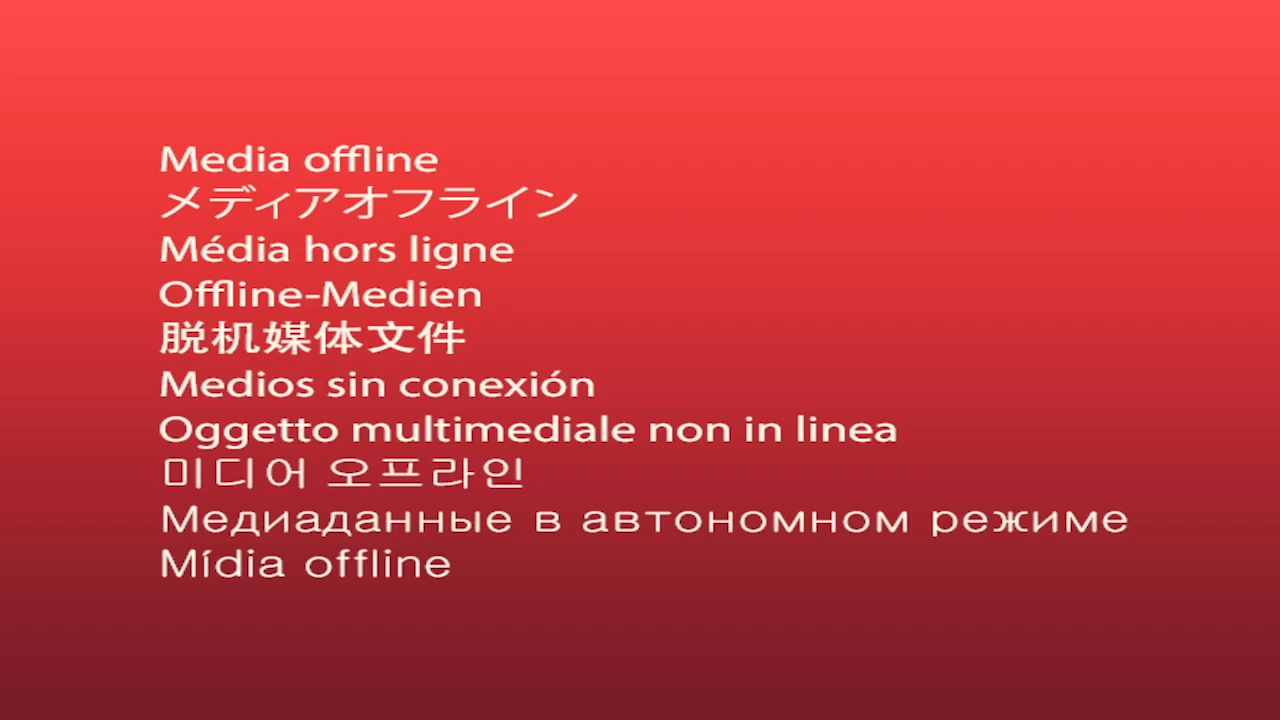 Media offline
メディアオフライン
Média hors ligne
Offline-Medien
脱机媒体文件
Medios sin conexión
Oggetto multimediale non in linea
미디어 오프라인
Медиаданные в автономном режиме
Mídia offline